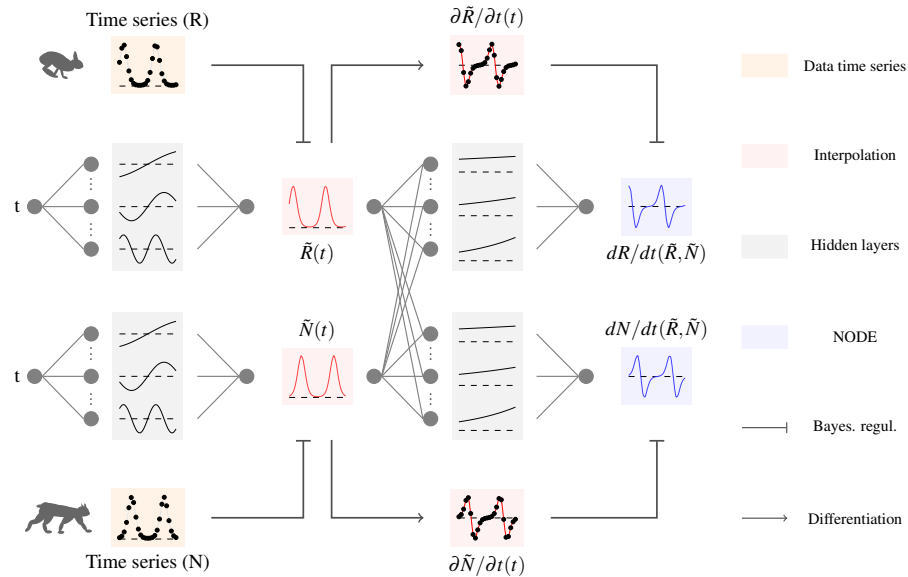 Time series (R)
∂R̃/∂t(t)
Data time series
t
R̃(t)
dR/dt(R̃,Ñ)
Interpolation
Hidden layers
Ñ(t)
dN/dt(R̃,Ñ)
NODE
t
Bayes. regul.
Time series (N)
∂Ñ/∂t(t)
Differentiation